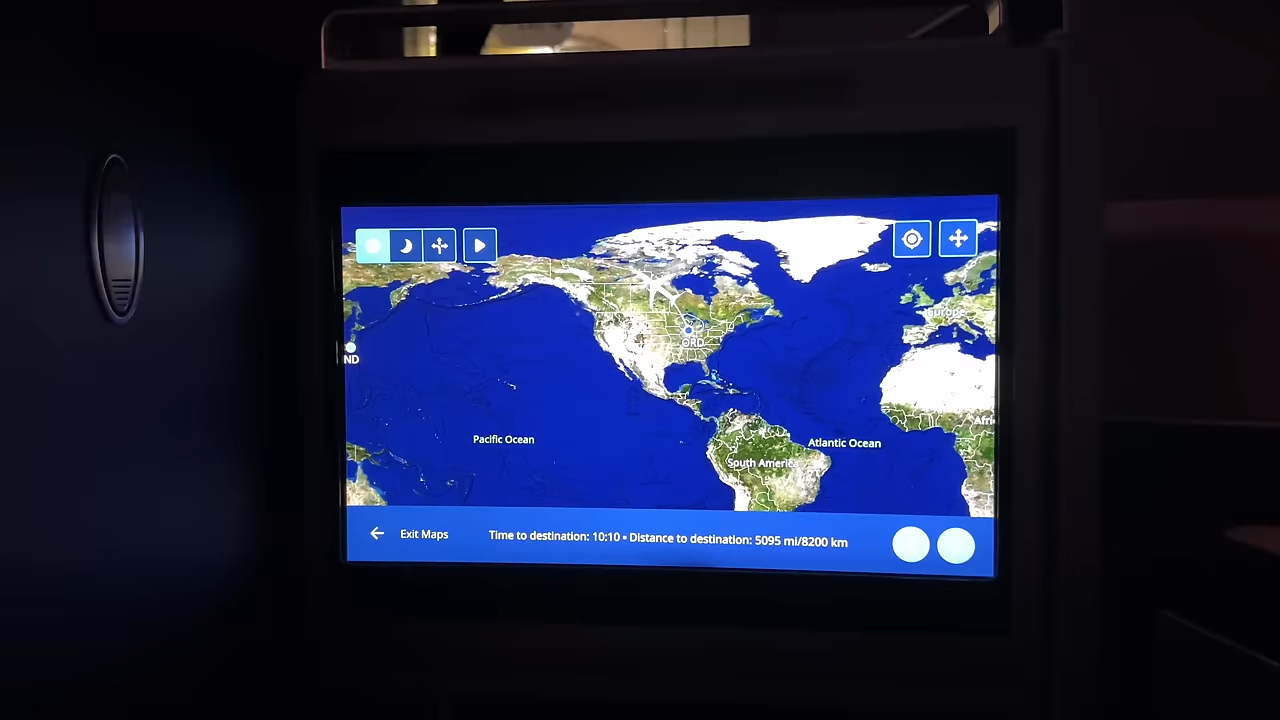 Europe
ORD
ND
Afri
Pacific Ocean
Atlantic Ocean
South America
Exit Maps
Time to destination: 10:10 ▪ Distance to destination: 5095 mi/8200 km